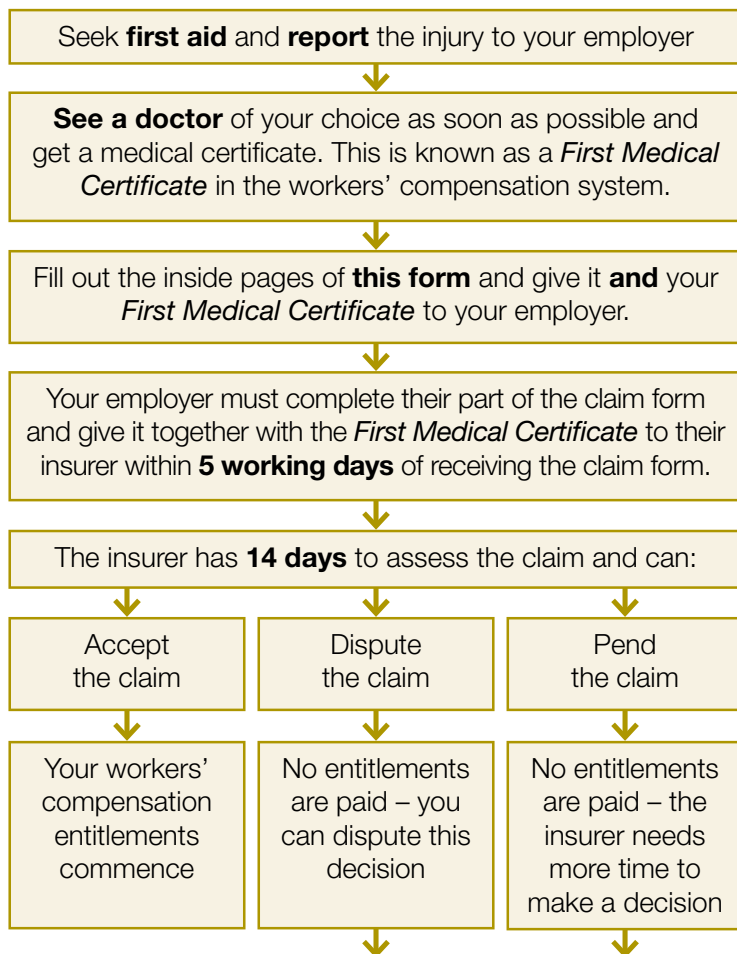 Seek first aid and report the injury to your employer
See a doctor of your choice as soon as possible and
get a medical certificate. This is known as a First Medical
Certificate in the workers’ compensation system.
Fill out the inside pages of this form and give it and your
First Medical Certificate to your employer.
Your employer must complete their part of the claim form
and give it together with the First Medical Certificate to their
insurer within 5 working days of receiving the claim form.
The insurer has 14 days to assess the claim and can:
Accept
the claim
Dispute
the claim
Pend
the claim
Your workers’
compensation
entitlements
commence
No entitlements
are paid – you
can dispute this
decision
No entitlements
are paid – the
insurer needs
more time to
make a decision